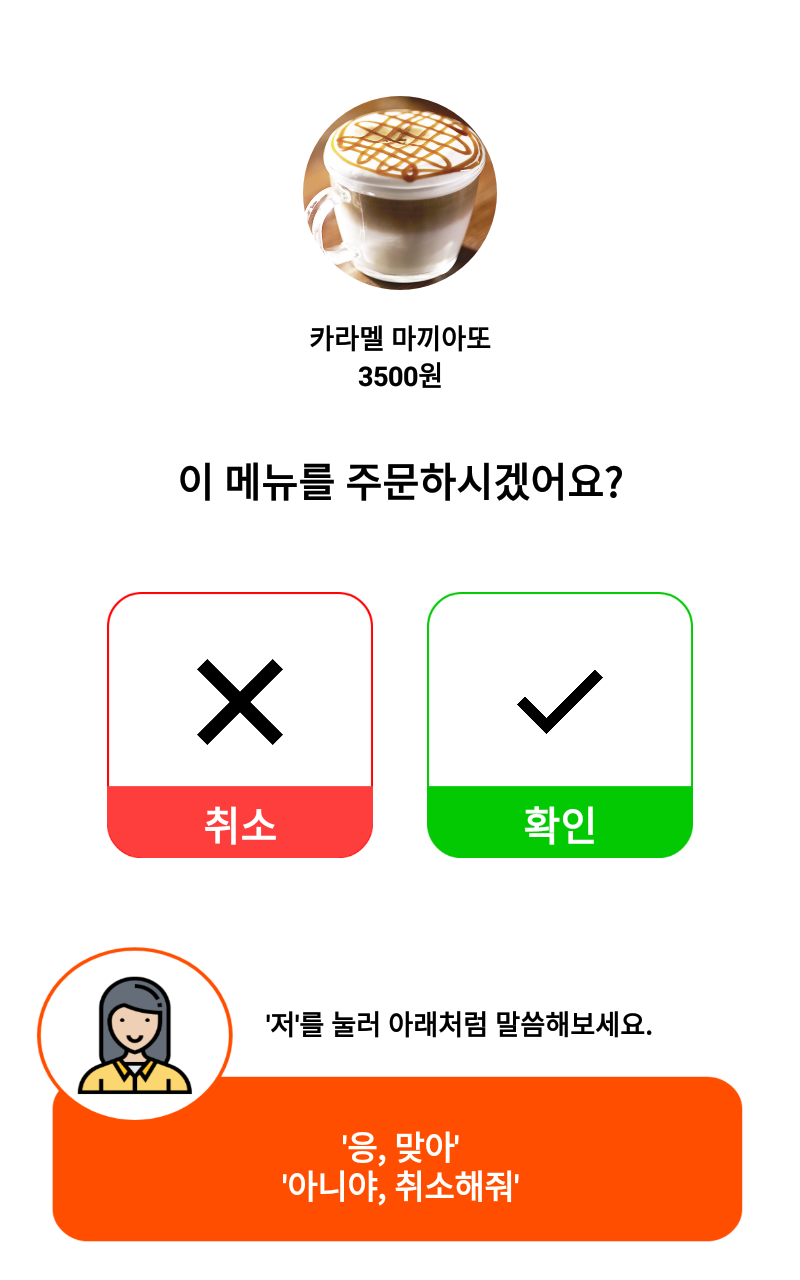 카라멜 마끼아또
3500원
이 메뉴를 주문하시겠어요?
취소
확인
'저'를 눌러 아래처럼 말씀해보세요.
'응, 맞아'
'아니야, 취소해줘'